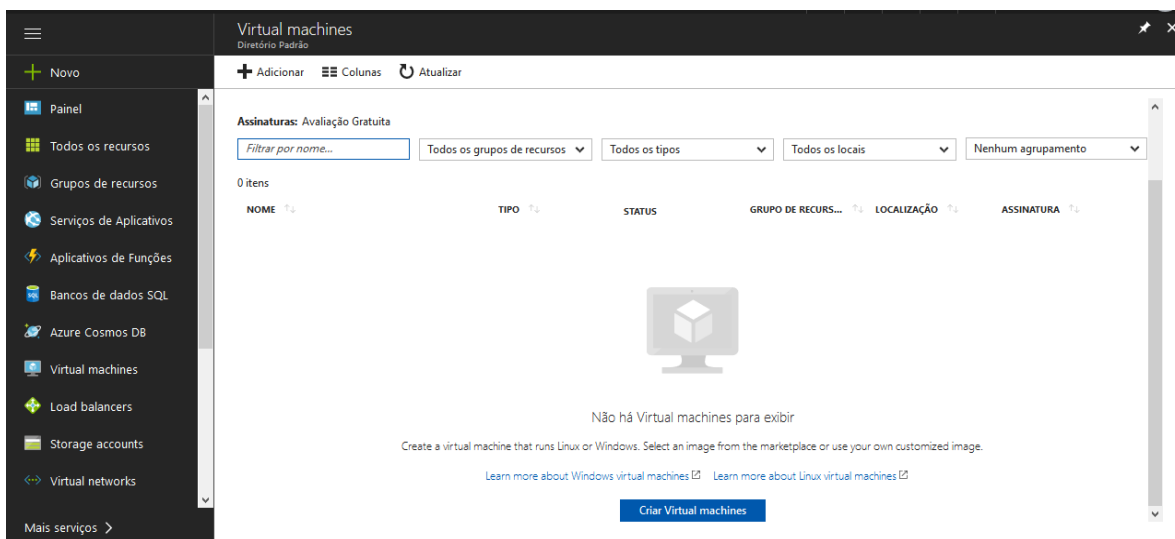 Virtual machines
Diretório Padrão
Novo
Painel
Todos os recursos
Grupos de recursos
Serviços de Aplicativos
Aplicativos de Funções
Bancos de dados SQL
Azure Cosmos DB
Virtual machines
Load balancers
Storage accounts
Virtual networks
Mais serviços
Adicionar Colunas Atualizar
Assinaturas: Avaliação Gratuita
Filtrar por nome... Todos os grupos de recursos Todos os tipos Todos os locais Nenhum agrupamento
0 itens
NOME TIPO STATUS GRUPO DE RECURS... LOCALIZAÇÃO ASSINATURA
Não há Virtual machines para exibir
Create a virtual machine that runs Linux or Windows. Select an image from the marketplace or use your own customized image.
Learn more about Windows virtual machines Learn more about Linux virtual machines
Criar Virtual machines